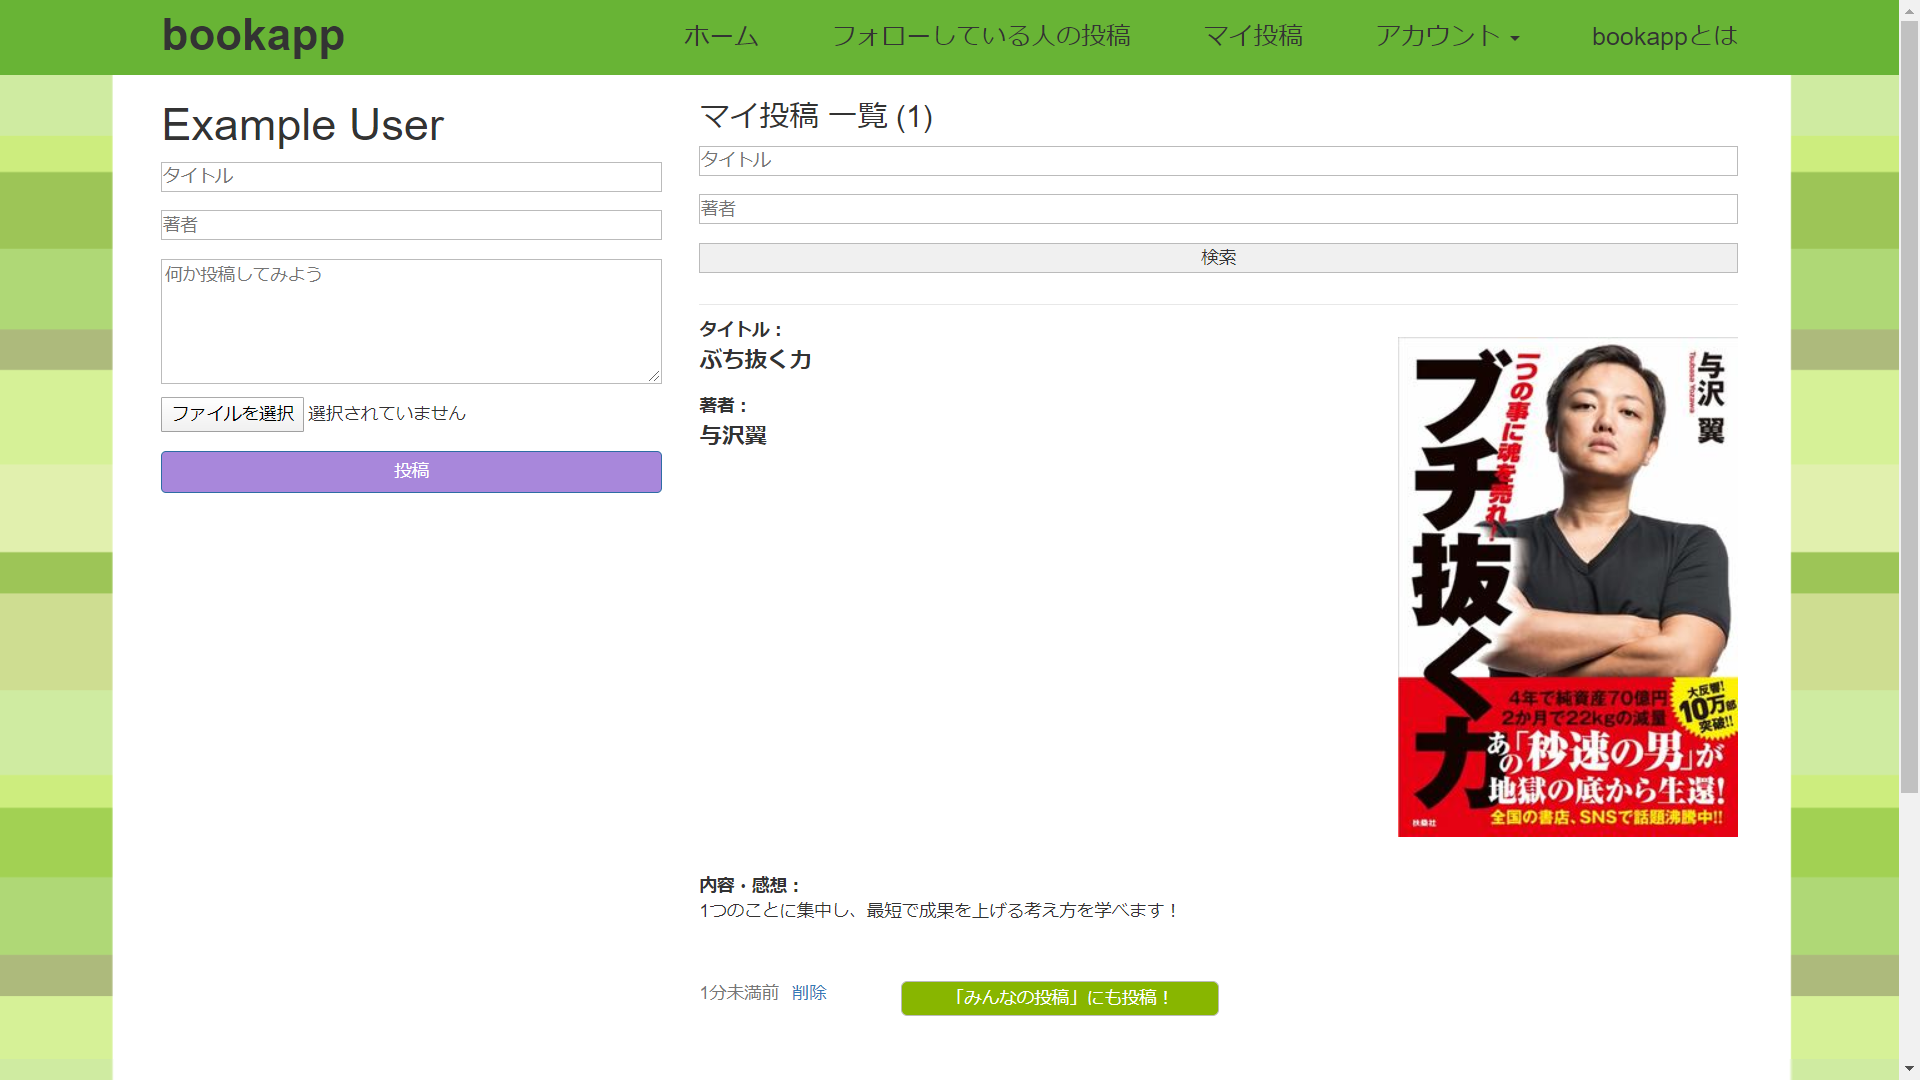 bookapp
ホーム
フォローしている人の投稿
マイ投稿
アカウント
bookappとは
Example User
タイトル
著者
何か投稿してみよう
ファイルを選択 選択されていません
投稿
マイ投稿 一覧 (1)
タイトル
著者
検索
タイトル：
ぶち抜く力
著者：
与沢翼
一つの事に魂を売れ!
ブチ抜く力
与沢 翼
Tsubasa Yozawa
4年で純資産70億円
2か月で22kgの減量
大反響!
10万部
突破!!
あの「秒速の男」が
地獄の底から生還!
全国の書店、SNSで話題沸騰中!!
扶桑社
内容・感想：
1つのことに集中し、最短で成果を上げる考え方を学べます！
1分未満前 削除
「みんなの投稿」にも投稿！